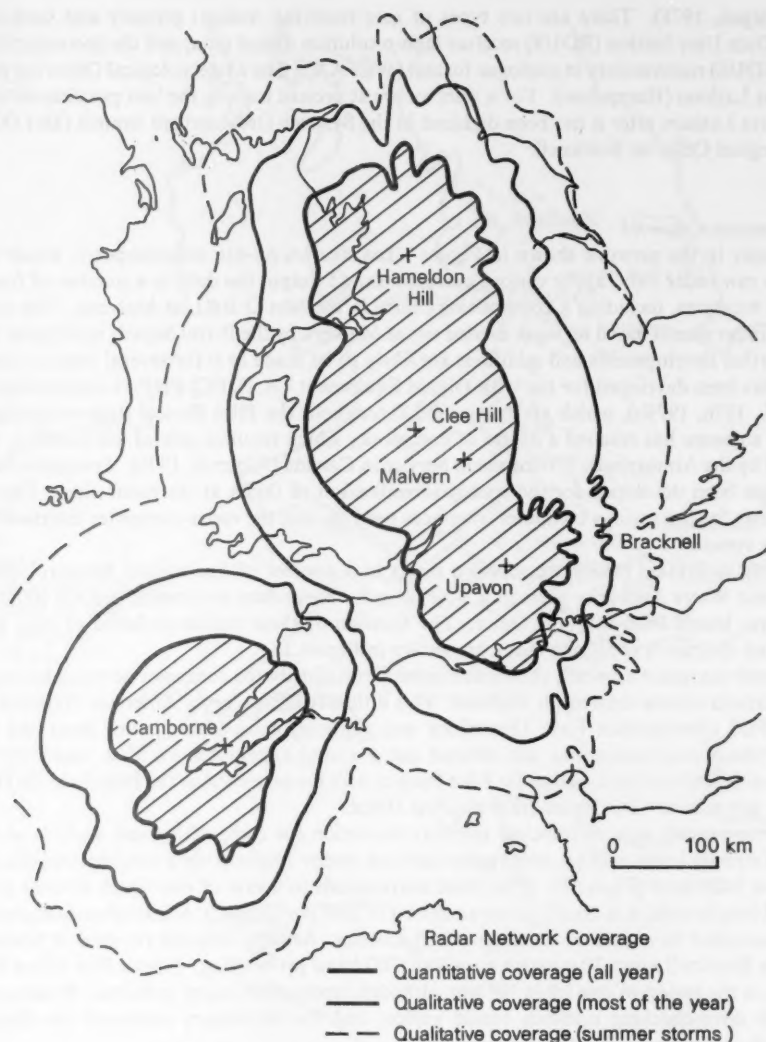 Hameldon
Hill
Clee Hill
Malvern
Bracknell
Upavon
Camborne
0 100 km
Radar Network Coverage
Quantitative coverage (all year)
Qualitative coverage (most of the year)
Qualitative coverage (summer storms)